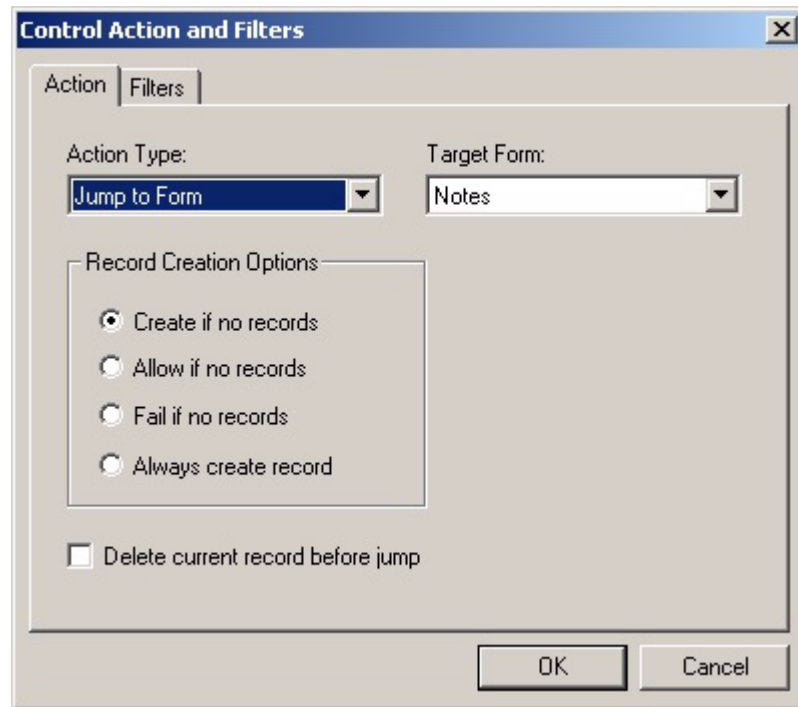 Control Action and Filters
Action Filters
Action Type: Target Form:
Jump to Form Notes
Record Creation Options
Create if no records
Allow if no records
Fail if no records
Always create record
Delete current record before jump
OK Cancel